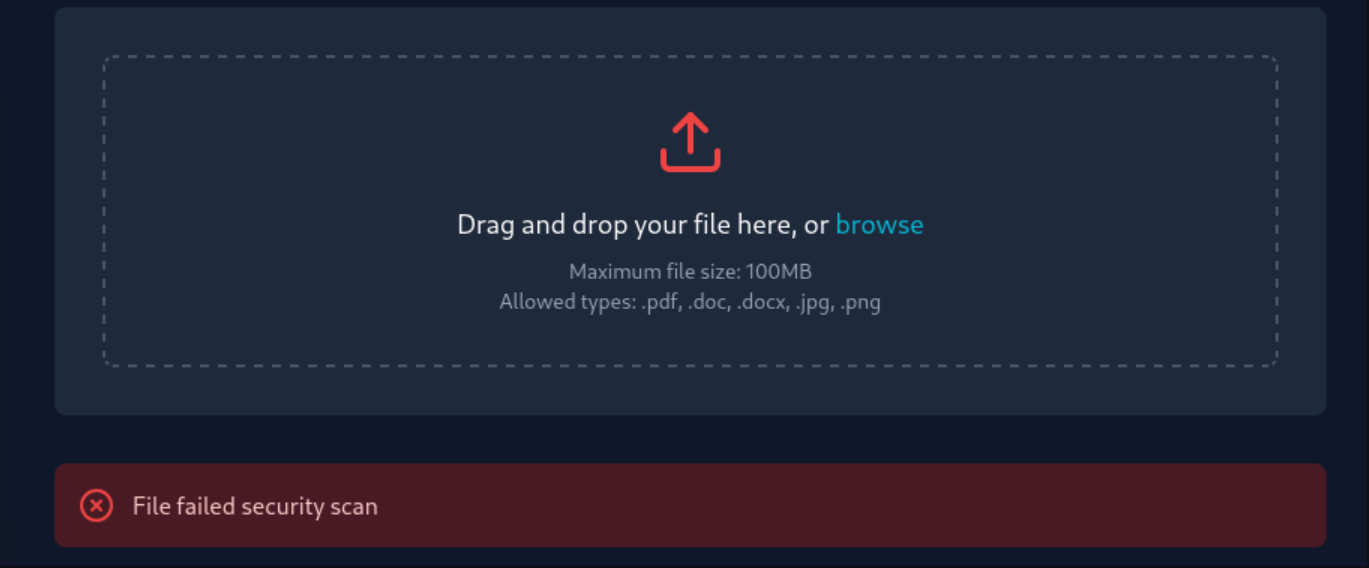 Drag and drop your file here, or browse
Maximum file size: 100MB
Allowed types: .pdf, .doc, .docx, .jpg, .png
File failed security scan